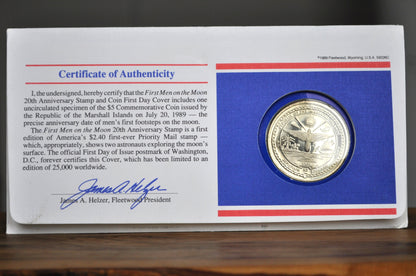 ©1989 Fleetwood, Wyoming, U.S.A. 58536C
Certificate of Authenticity
I, the undersigned, hereby certify that the First Men on the Moon
20th Anniversary Stamp and Coin First Day Cover includes one
uncirculated specimen of the $5 Commemorative Coin issued by
the Republic of the Marshall Islands on July 20, 1989 — the
precise anniversary date of men's first footsteps on the moon.
The First Men on the Moon 20th Anniversary Stamp is a first
edition of America's $2.40 first-ever Priority Mail stamp —
which, appropriately, shows two astronauts exploring the moon's
surface. The official First Day of Issue postmark of Washington,
D.C., forever certifies this Cover, which has been limited to an
edition of 25,000 worldwide.
James A. Helzer
James A. Helzer, Fleetwood President